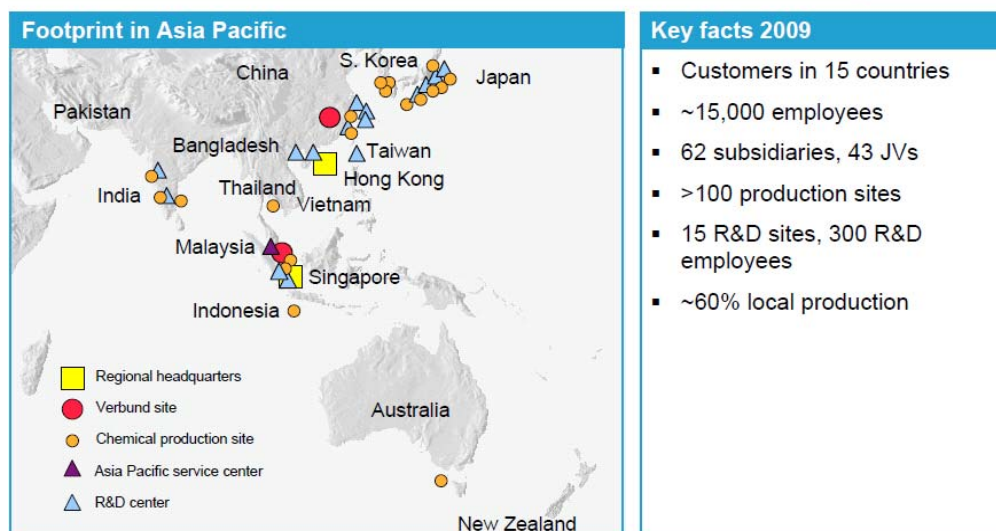 Footprint in Asia Pacific
China
S. Korea
Japan
Pakistan
Bangladesh
Taiwan
Hong Kong
India
Thailand
Vietnam
Malaysia
Singapore
Indonesia
Regional headquarters
Verbund site
Chemical production site
Asia Pacific service center
R&D center
Australia
New Zealand
Key facts 2009
▪ Customers in 15 countries
▪ ~15,000 employees
▪ 62 subsidiaries, 43 JVs
▪ >100 production sites
▪ 15 R&D sites, 300 R&D
employees
▪ ~60% local production